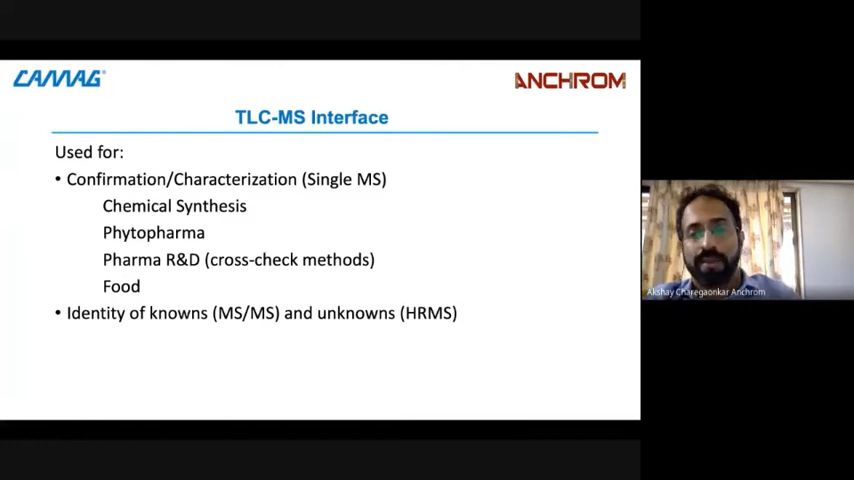 CAMAG®
ANCHROM
TLC-MS Interface
Used for:
• Confirmation/Characterization (Single MS)
Chemical Synthesis
Phytopharma
Pharma R&D (cross-check methods)
Food
• Identity of knowns (MS/MS) and unknowns (HRMS)
Akshay Charegaonkar Anchrom